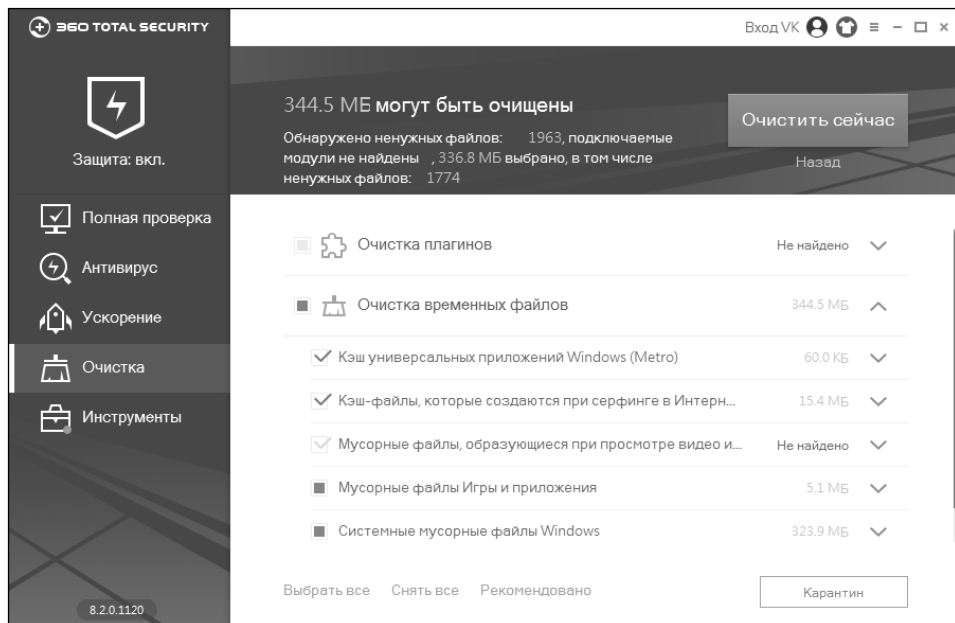 360 TOTAL SECURITY
Вход VK
Защита: вкл.
Полная проверка
Антивирус
Ускорение
Очистка
Инструменты
8.2.0.1120
344.5 МБ могут быть очищены
Обнаружено ненужных файлов: 1963, подключаемые
модули не найдены , 336.8 МБ выбрано, в том числе
ненужных файлов: 1774
Очистить сейчас
Назад
Очистка плагинов Не найдено
Очистка временных файлов 344.5 МБ
Кэш универсальных приложений Windows (Metro) 60.0 КБ
Кэш-файлы, которые создаются при серфинге в Интерн... 15.4 МБ
Мусорные файлы, образующиеся при просмотре видео и... Не найдено
Мусорные файлы Игры и приложения 5.1 МБ
Системные мусорные файлы Windows 323.9 МБ
Выбрать все Снять все Рекомендовано
Карантин